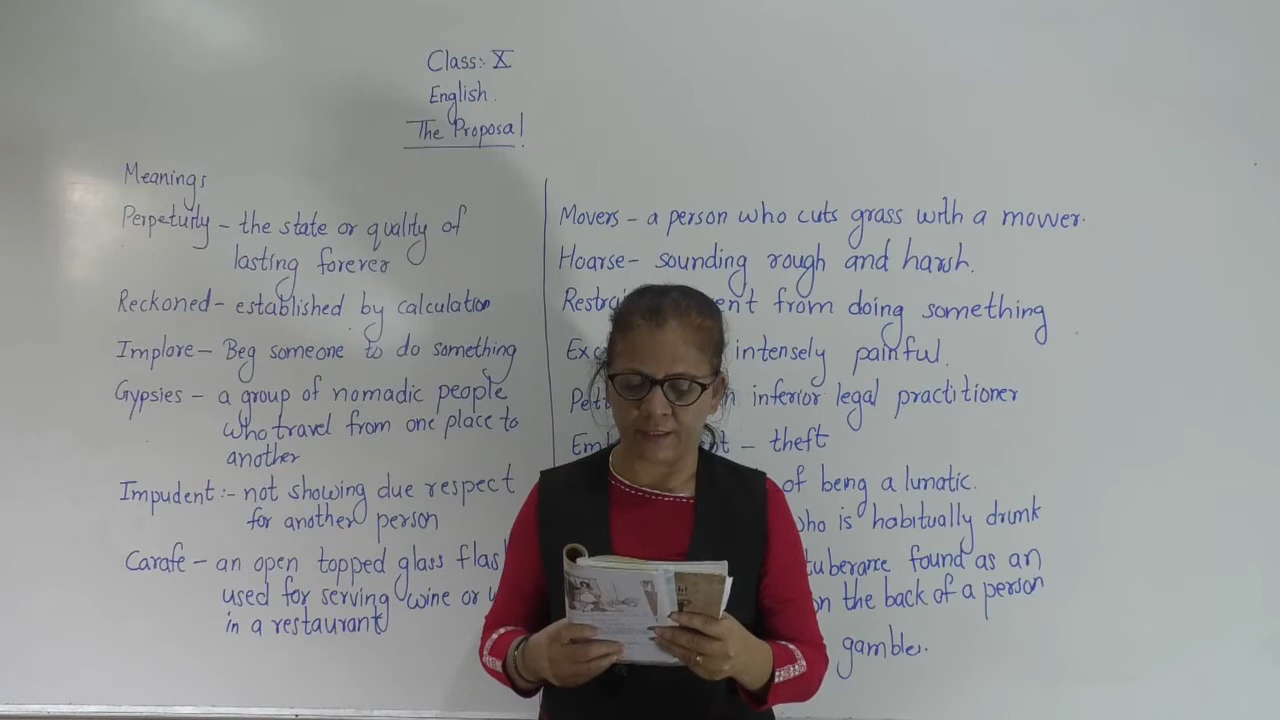 Class:- X
English.
The Proposal
Meanings
Perpetuity - the state or quality of
lasting forever
Reckoned - established by calculation
Implore - Beg someone to do something
Gypsies - a group of nomadic people
who travel from one place to
another
Impudent :- not showing due respect
for another person
Carafe - an open topped glass
used for serving wine or
in a restaurant
Movers - a person who cuts grass with a mower.
Hoarse - sounding rough and harsh.
from doing something
intensely painful.
inferior legal practitioner
- theft
of being a lunatic.
who is habitually drunk
found as an
on the back of a person